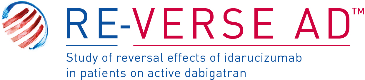 RE-VERSE AD™
Study of reversal effects of idarucizumab
in patients on active dabigatran